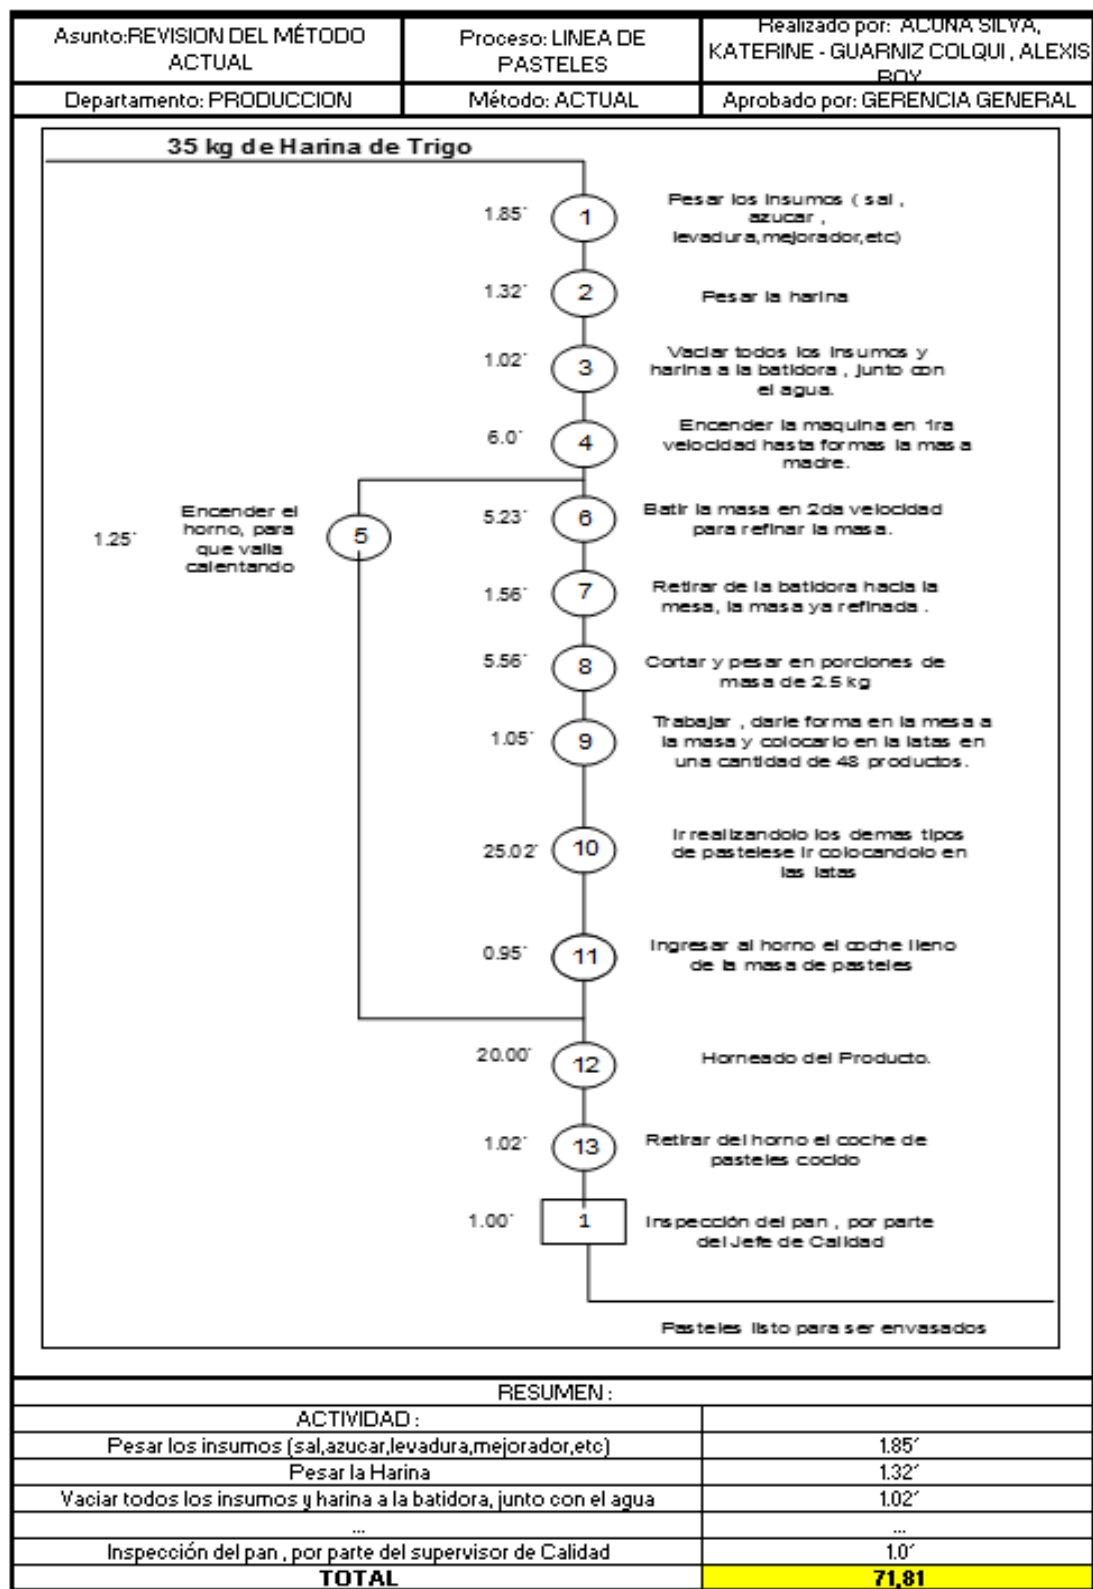 Asunto:REVISION DEL MÉTODO
ACTUAL
Proceso: LINEA DE
PASTELES
Realizado por: ACUÑA SILVA,
KATERINE - GUARNIZ COLQUI , ALEXIS
ROY
Departamento: PRODUCCION
Método: ACTUAL
Aprobado por: GERENCIA GENERAL
35 kg de Harina de Trigo
1.85´
1
Pesar los insumos ( sal ,
azucar ,
levadura,mejorador,etc)
1.32´
2
Pesar la harina
1.02´
3
Vaciar todos los insumos y
harina a la batidora , junto con
el agua.
6.0´
4
Encender la maquina en 1ra
velocidad hasta formas la masa
madre.
1.25´
Encender el
horno, para
que valla
calentando
5
5.23´
6
Batir la masa en 2da velocidad
para refinar la masa.
1.56´
7
Retirar de la batidora hacia la
mesa, la masa ya refinada .
5.56´
8
Cortar y pesar en porciones de
masa de 2.5 kg
1.05´
9
Trabajar , darle forma en la mesa a
la masa y colocarlo en la latas en
una cantidad de 48 productos.
25.02´
10
Ir realizandolo los demas tipos
de pastelese ir colocandolo en
las latas
0.95´
11
Ingresar al horno el coche lleno
de la masa de pasteles
20.00´
12
Horneado del Producto.
1.02´
13
Retirar del horno el coche de
pasteles cocido
1.00´
1
Inspección del pan , por parte
del Jefe de Calidad
Pasteles listo para ser envasados
RESUMEN :
ACTIVIDAD :
Pesar los insumos (sal,azucar,levadura,mejorador,etc)
1.85´
Pesar la Harina
1.32´
Vaciar todos los insumos y harina a la batidora, junto con el agua
1.02´
...
...
Inspección del pan , por parte del supervisor de Calidad
1.0´
TOTAL
71,81